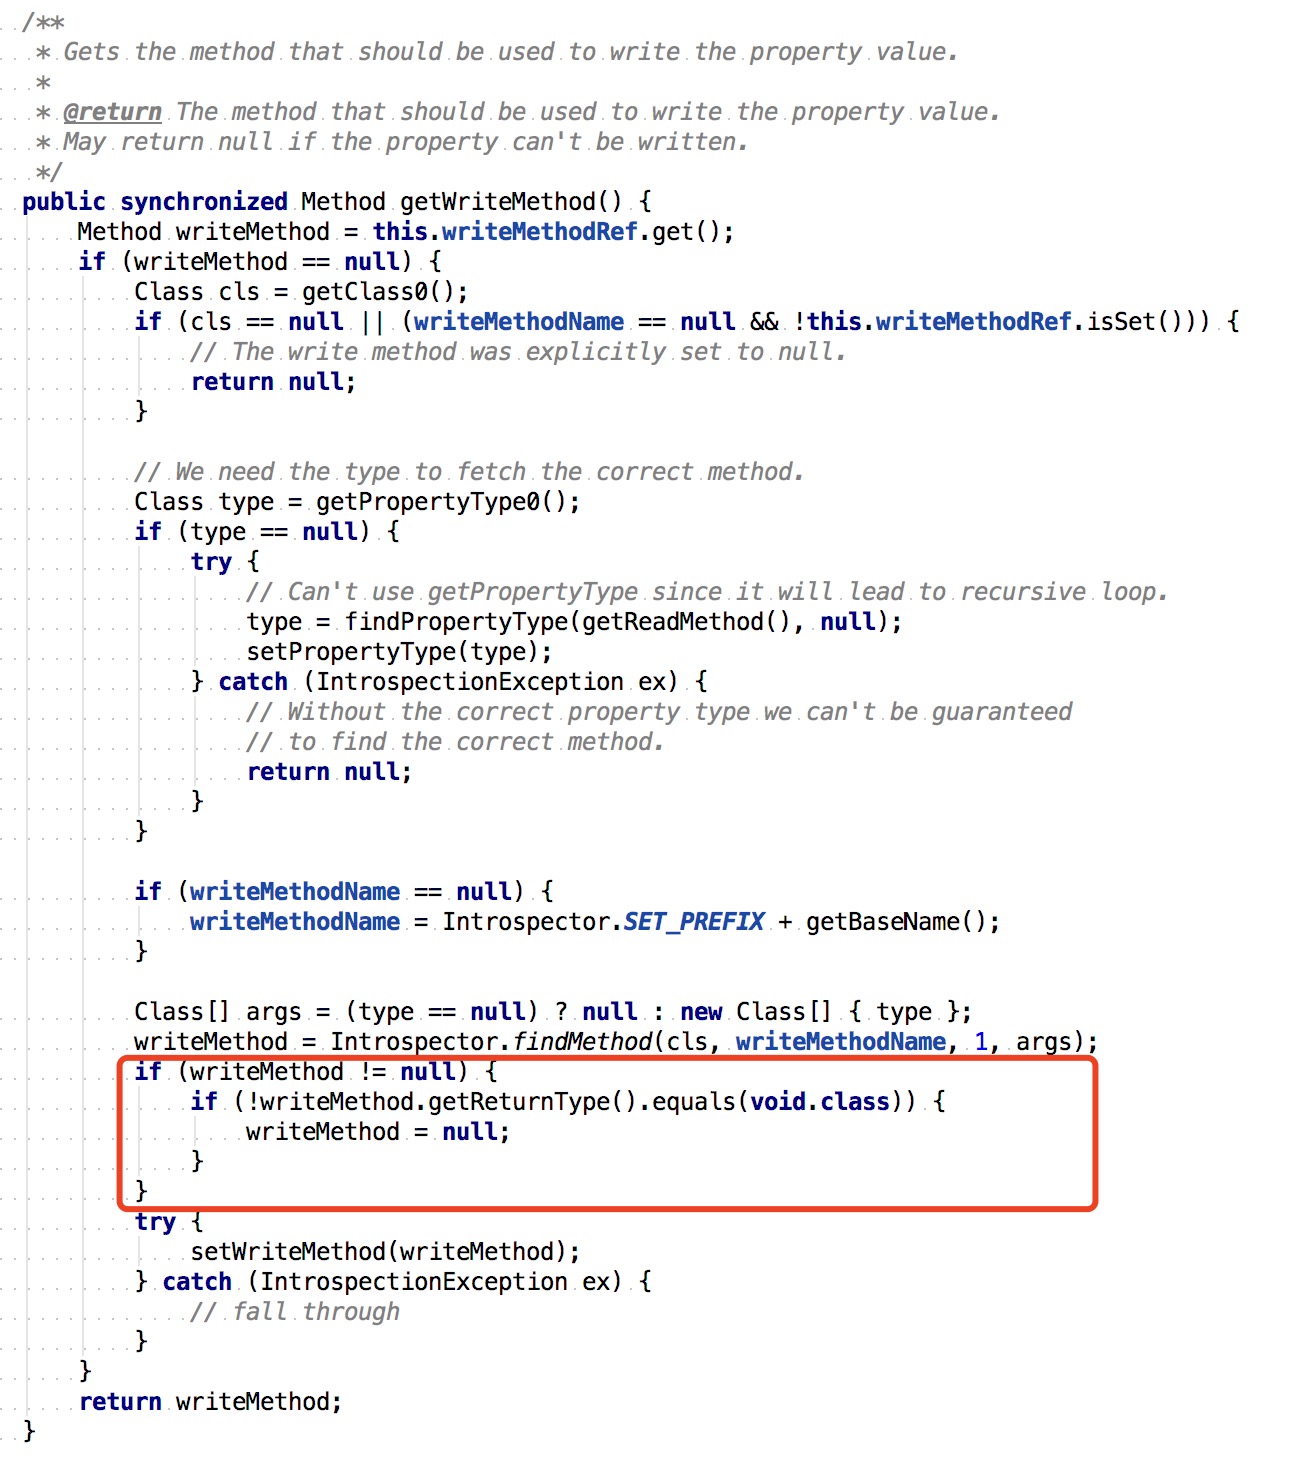 /**
 * Gets the method that should be used to write the property value.
 *
 * @return The method that should be used to write the property value.
 * May return null if the property can't be written.
 */
public synchronized Method getWriteMethod() {
    Method writeMethod = this.writeMethodRef.get();
    if (writeMethod == null) {
        Class cls = getClass0();
        if (cls == null || (writeMethodName == null && !this.writeMethodRef.isSet())) {
            // The write method was explicitly set to null.
            return null;
        }

        // We need the type to fetch the correct method.
        Class type = getPropertyType0();
        if (type == null) {
            try {
                // Can't use getPropertyType since it will lead to recursive loop.
                type = findPropertyType(getReadMethod(), null);
                setPropertyType(type);
            } catch (IntrospectionException ex) {
                // Without the correct property type we can't be guaranteed
                // to find the correct method.
                return null;
            }
        }

        if (writeMethodName == null) {
            writeMethodName = Introspector.SET_PREFIX + getBaseName();
        }

        Class[] args = (type == null) ? null : new Class[] { type };
        writeMethod = Introspector.findMethod(cls, writeMethodName, 1, args);
        if (writeMethod != null) {
            if (!writeMethod.getReturnType().equals(void.class)) {
                writeMethod = null;
            }
        }
        try {
            setWriteMethod(writeMethod);
        } catch (IntrospectionException ex) {
            // fall through
        }
    }
    return writeMethod;
}